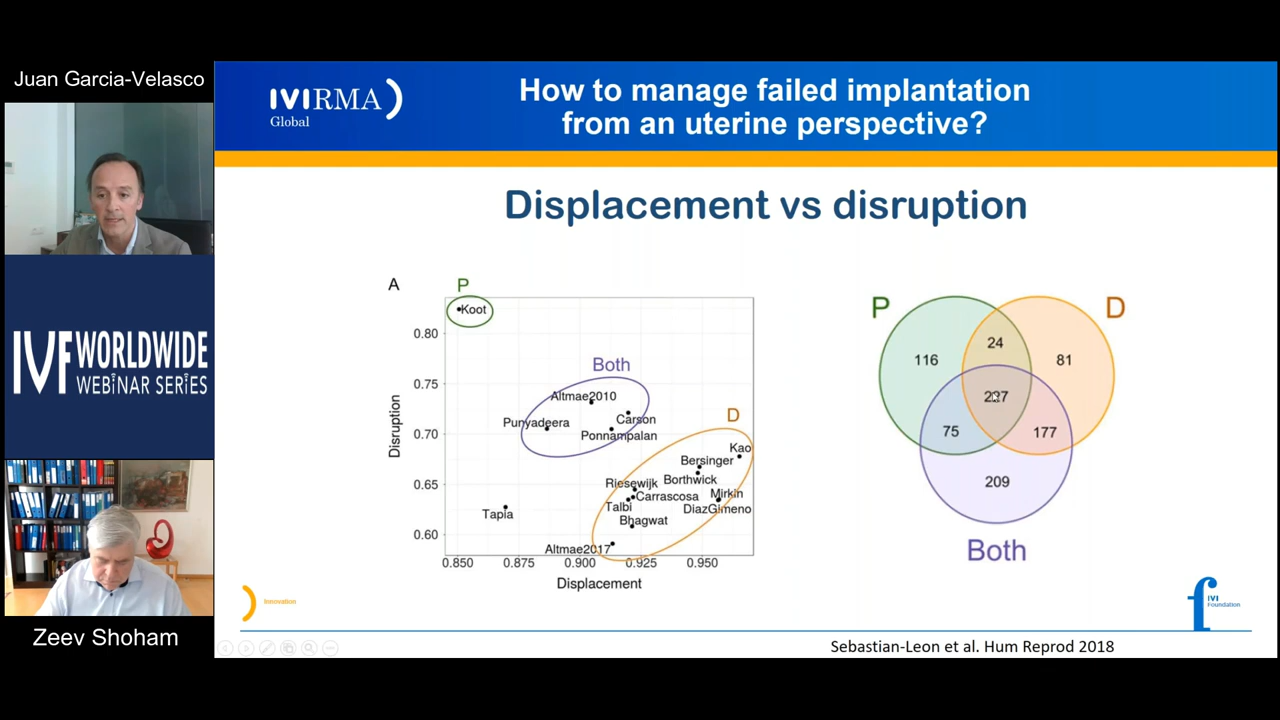 Juan Garcia-Velasco
IVIRMA
Global
How to manage failed implantation
from an uterine perspective?
Displacement vs disruption
A
P
Koot
Both
Altmae2010
Punyadeera
Carson
Ponnampalan
D
Kao
Bersinger
Borthwick
Riesewijk
Carrascosa
Mirkin
Talbi
DiazGimeno
Bhagwat
Tapia
Altmae2017
Disruption
0.80
0.75
0.70
0.65
0.60
0.850
0.875
0.900
0.925
0.950
Displacement
P
D
24
116
81
237
75
177
209
Both
IVF WORLDWIDE
WEBINAR SERIES
Innovation
IVI
Foundation
Zeev Shoham
Sebastian-Leon et al. Hum Reprod 2018